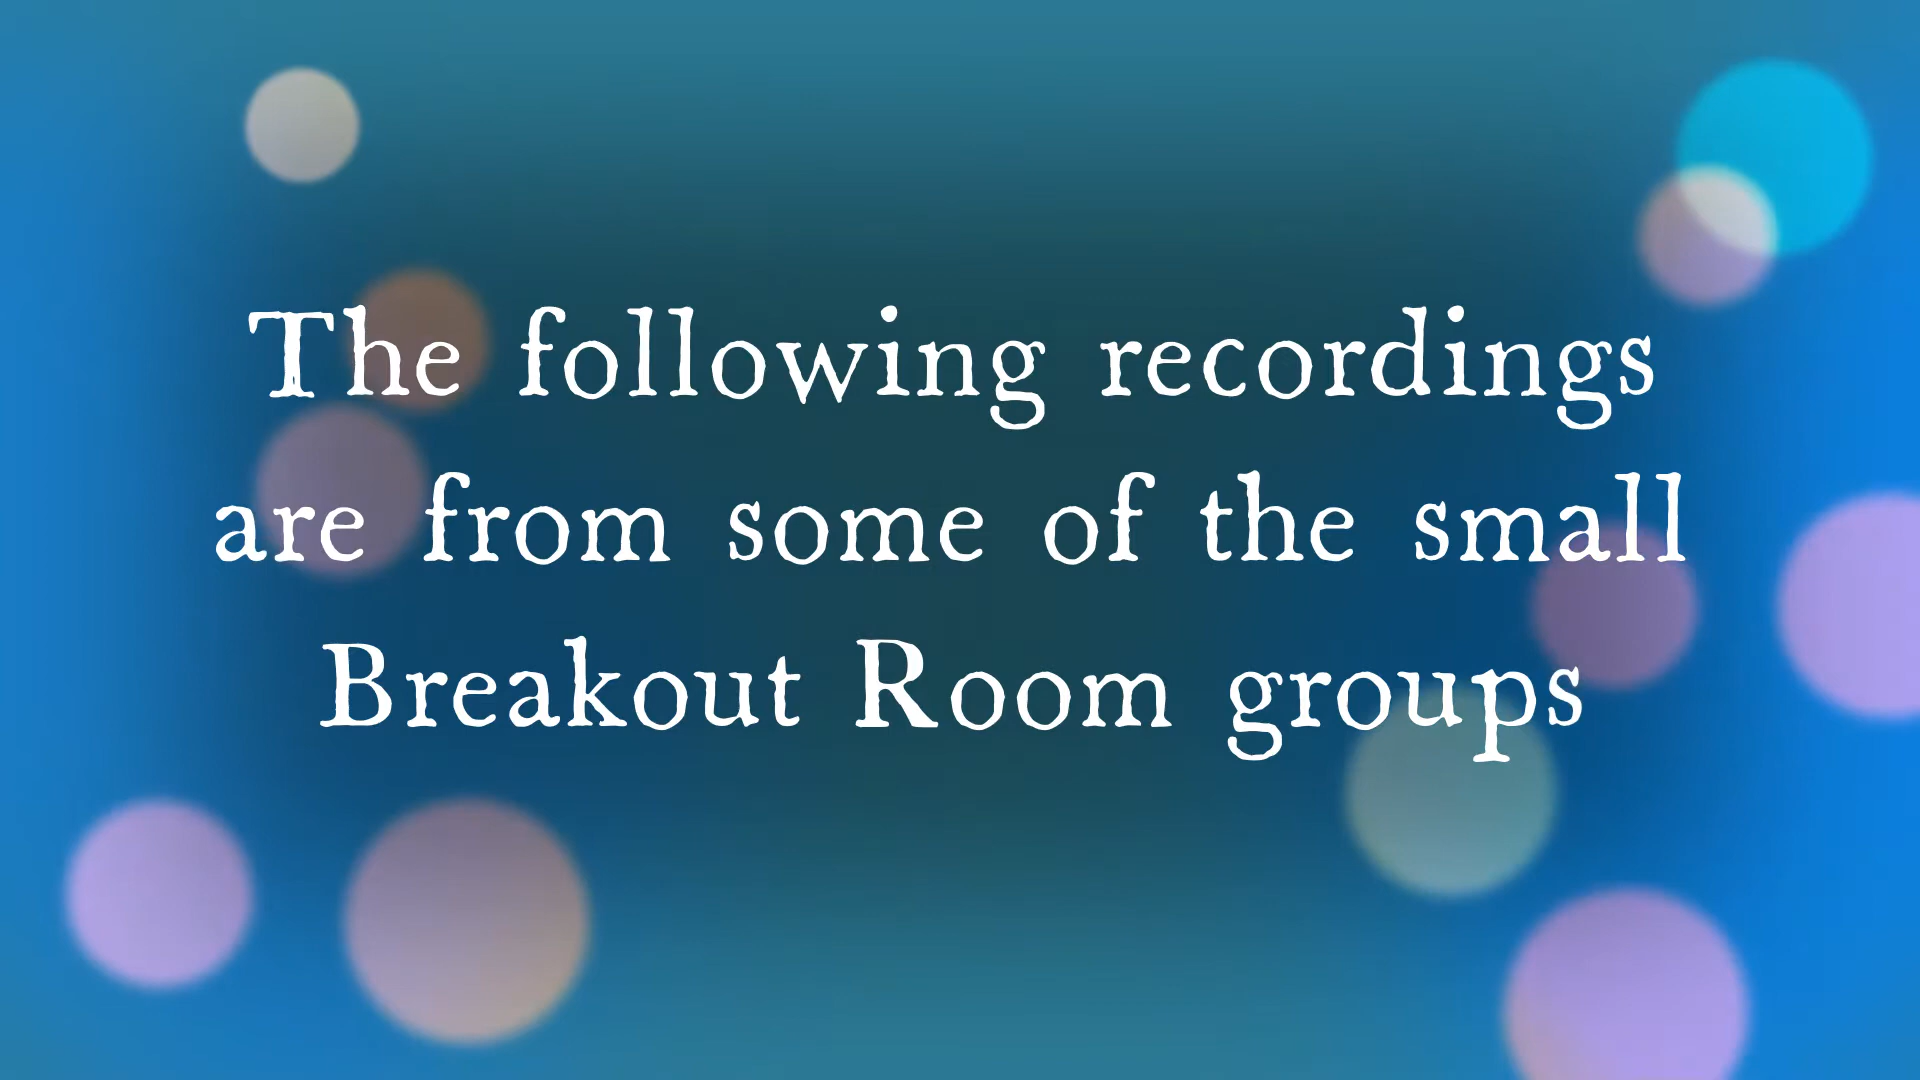 The following recordings
are from some of the small
Breakout Room groups